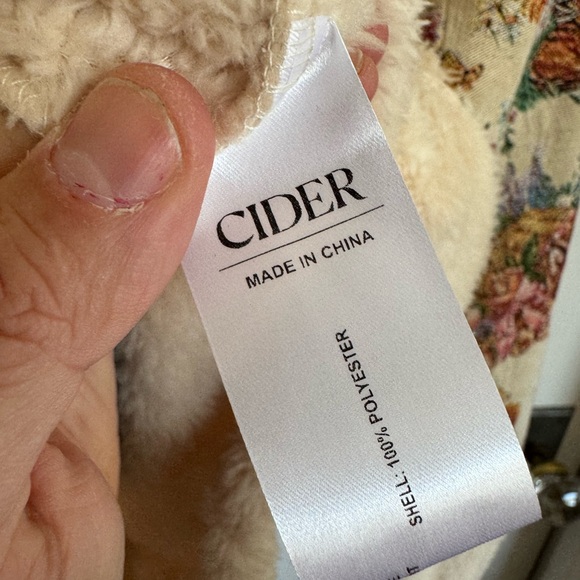 CIDER
MADE IN CHINA
SHELL: 100% POLYESTER